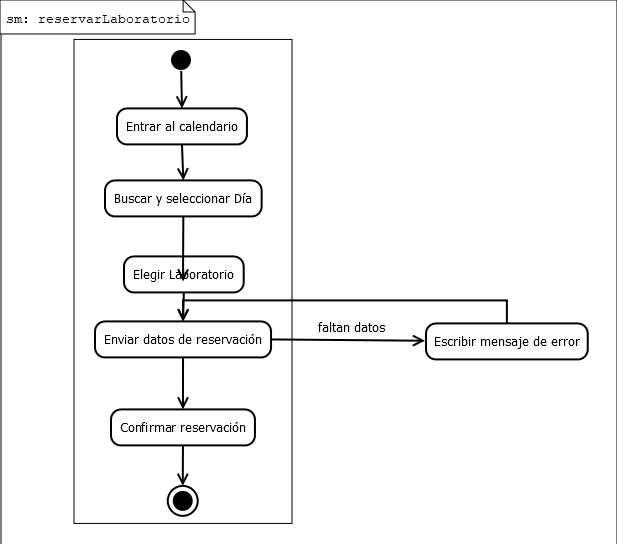 sm: reservarLaboratorio
Entrar al calendario
Buscar y seleccionar Día
Elegir Laboratorio
faltan datos
Enviar datos de reservación
Escribir mensaje de error
Confirmar reservación